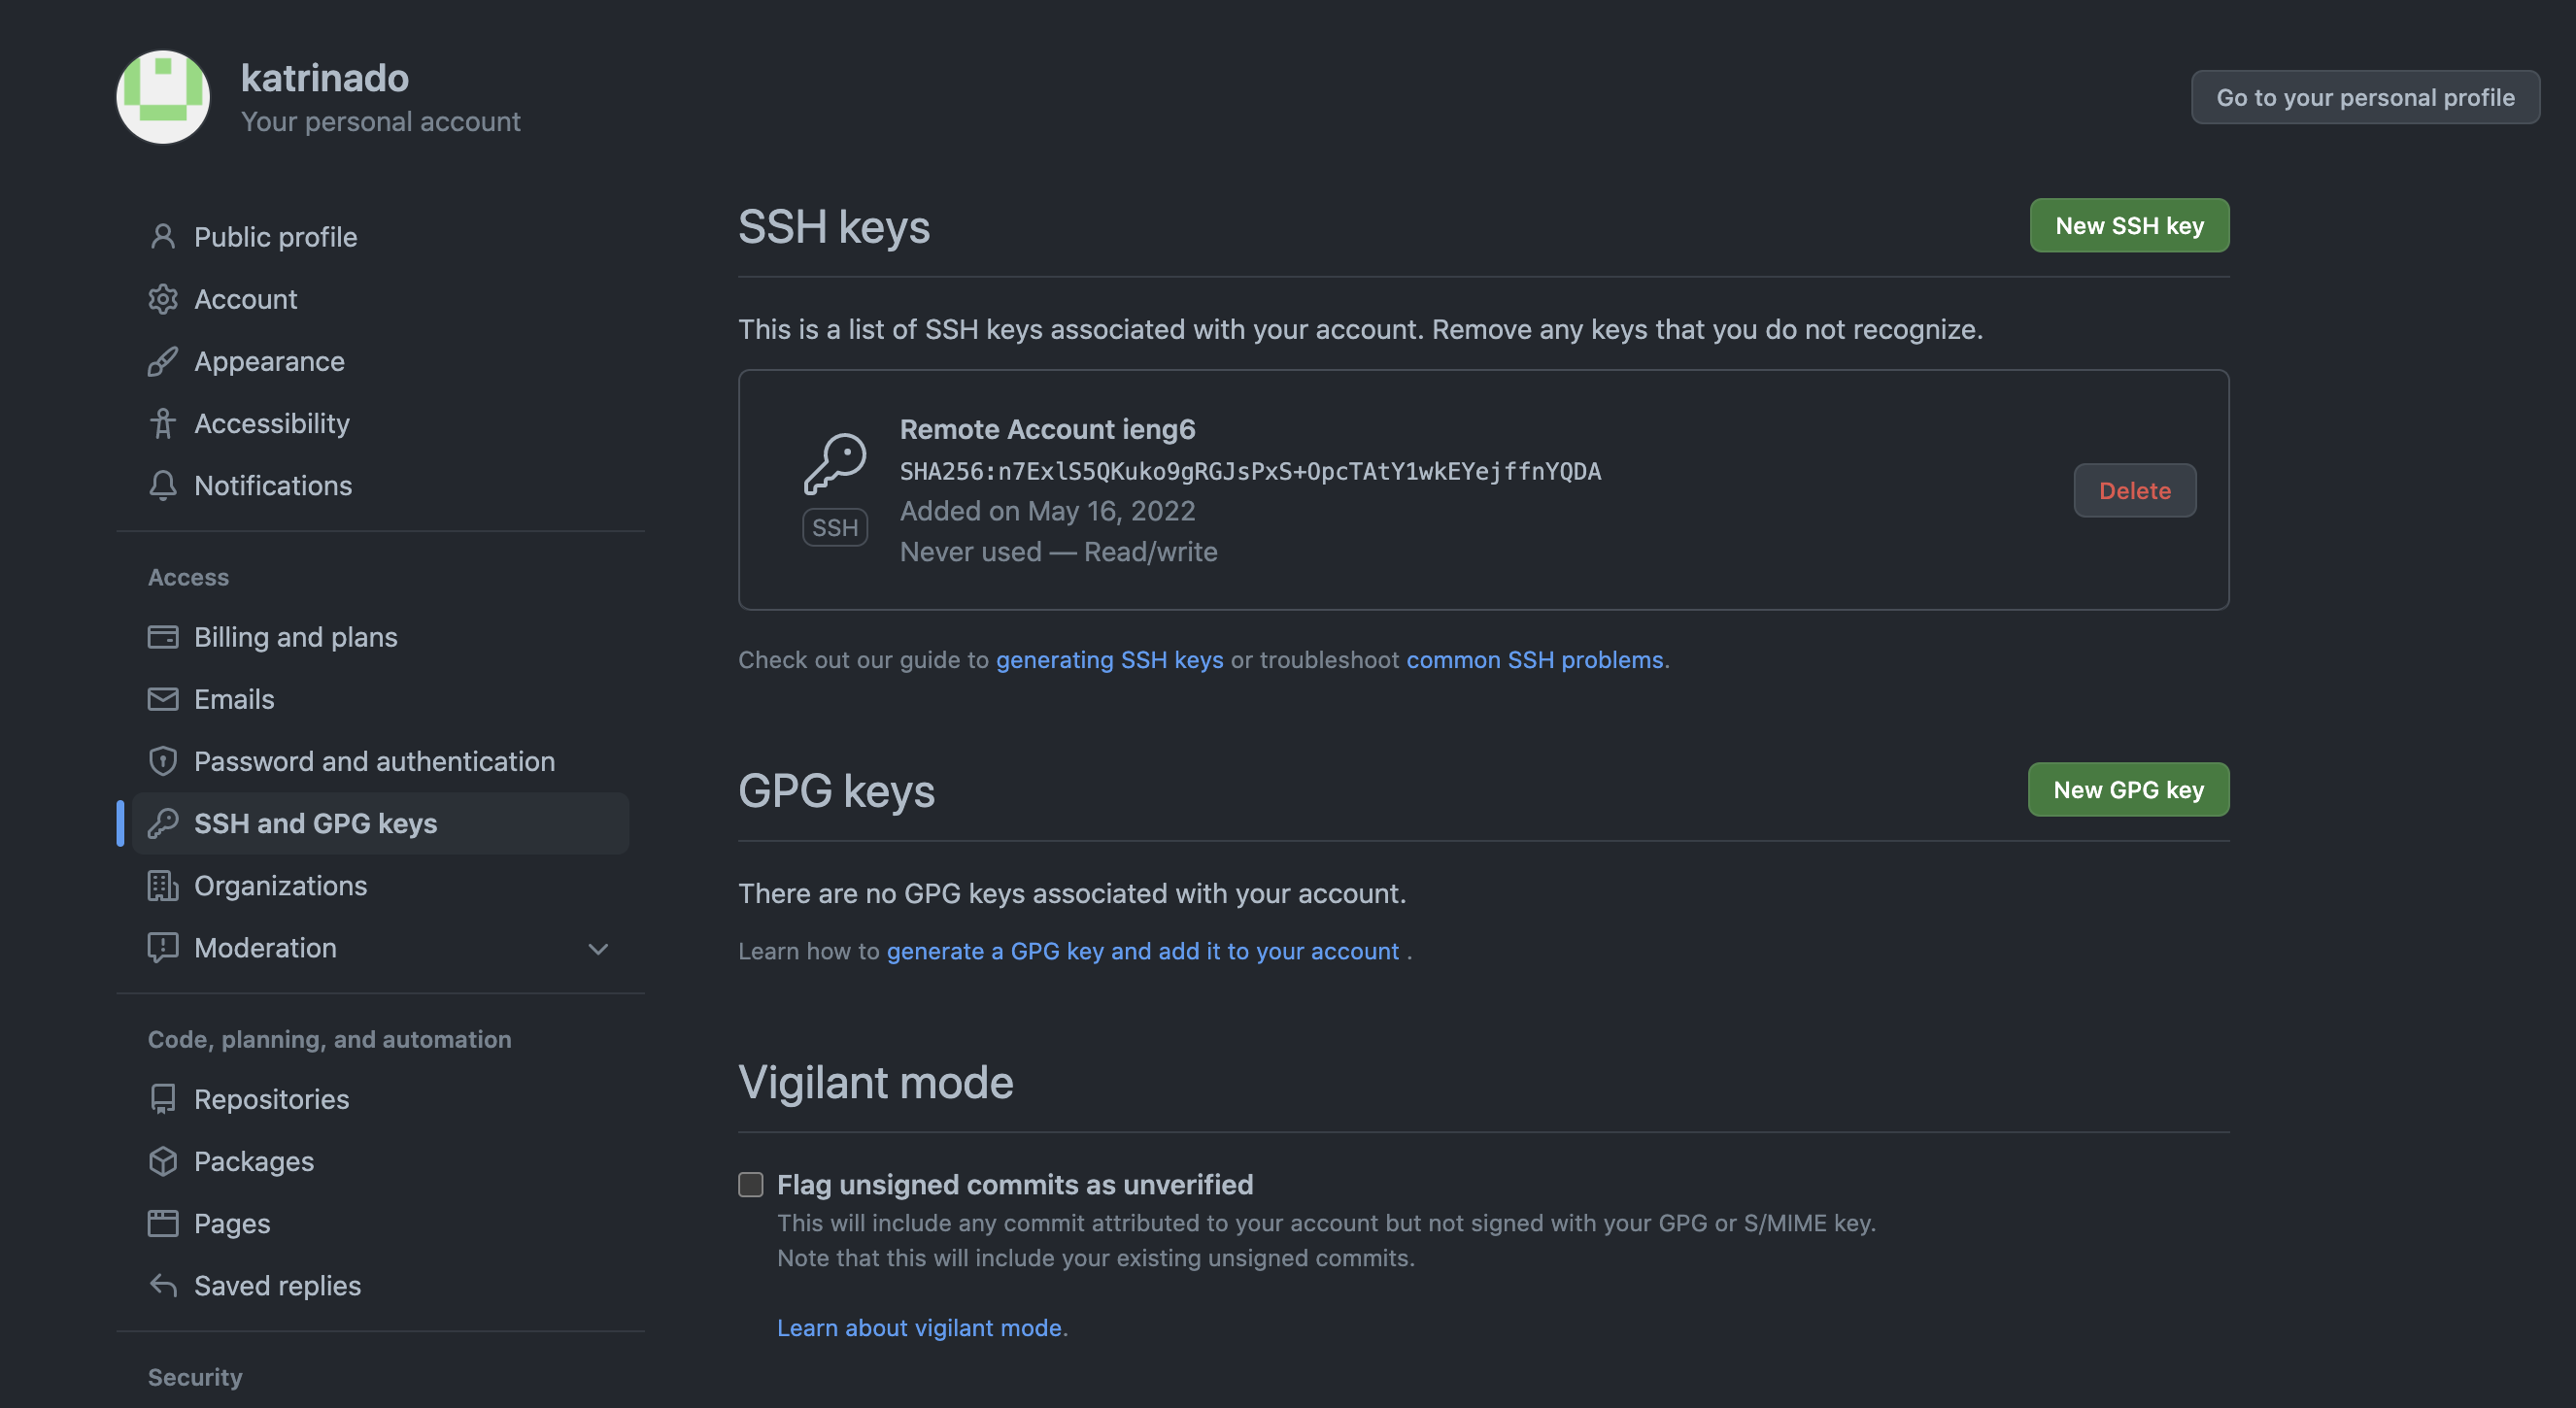 katrinado
Your personal account
Go to your personal profile
Public profile
Account
Appearance
Accessibility
Notifications
Access
Billing and plans
Emails
Password and authentication
SSH and GPG keys
Organizations
Moderation
Code, planning, and automation
Repositories
Packages
Pages
Saved replies
Security
SSH keys
New SSH key
This is a list of SSH keys associated with your account. Remove any keys that you do not recognize.
Remote Account ieng6
SHA256:n7ExlS5QKuko9gRGJsPxS+OpcTAtY1wkEYejffnYQDA
Added on May 16, 2022
Never used — Read/write
SSH
Delete
Check out our guide to generating SSH keys or troubleshoot common SSH problems.
GPG keys
New GPG key
There are no GPG keys associated with your account.
Learn how to generate a GPG key and add it to your account .
Vigilant mode
Flag unsigned commits as unverified
This will include any commit attributed to your account but not signed with your GPG or S/MIME key.
Note that this will include your existing unsigned commits.
Learn about vigilant mode.